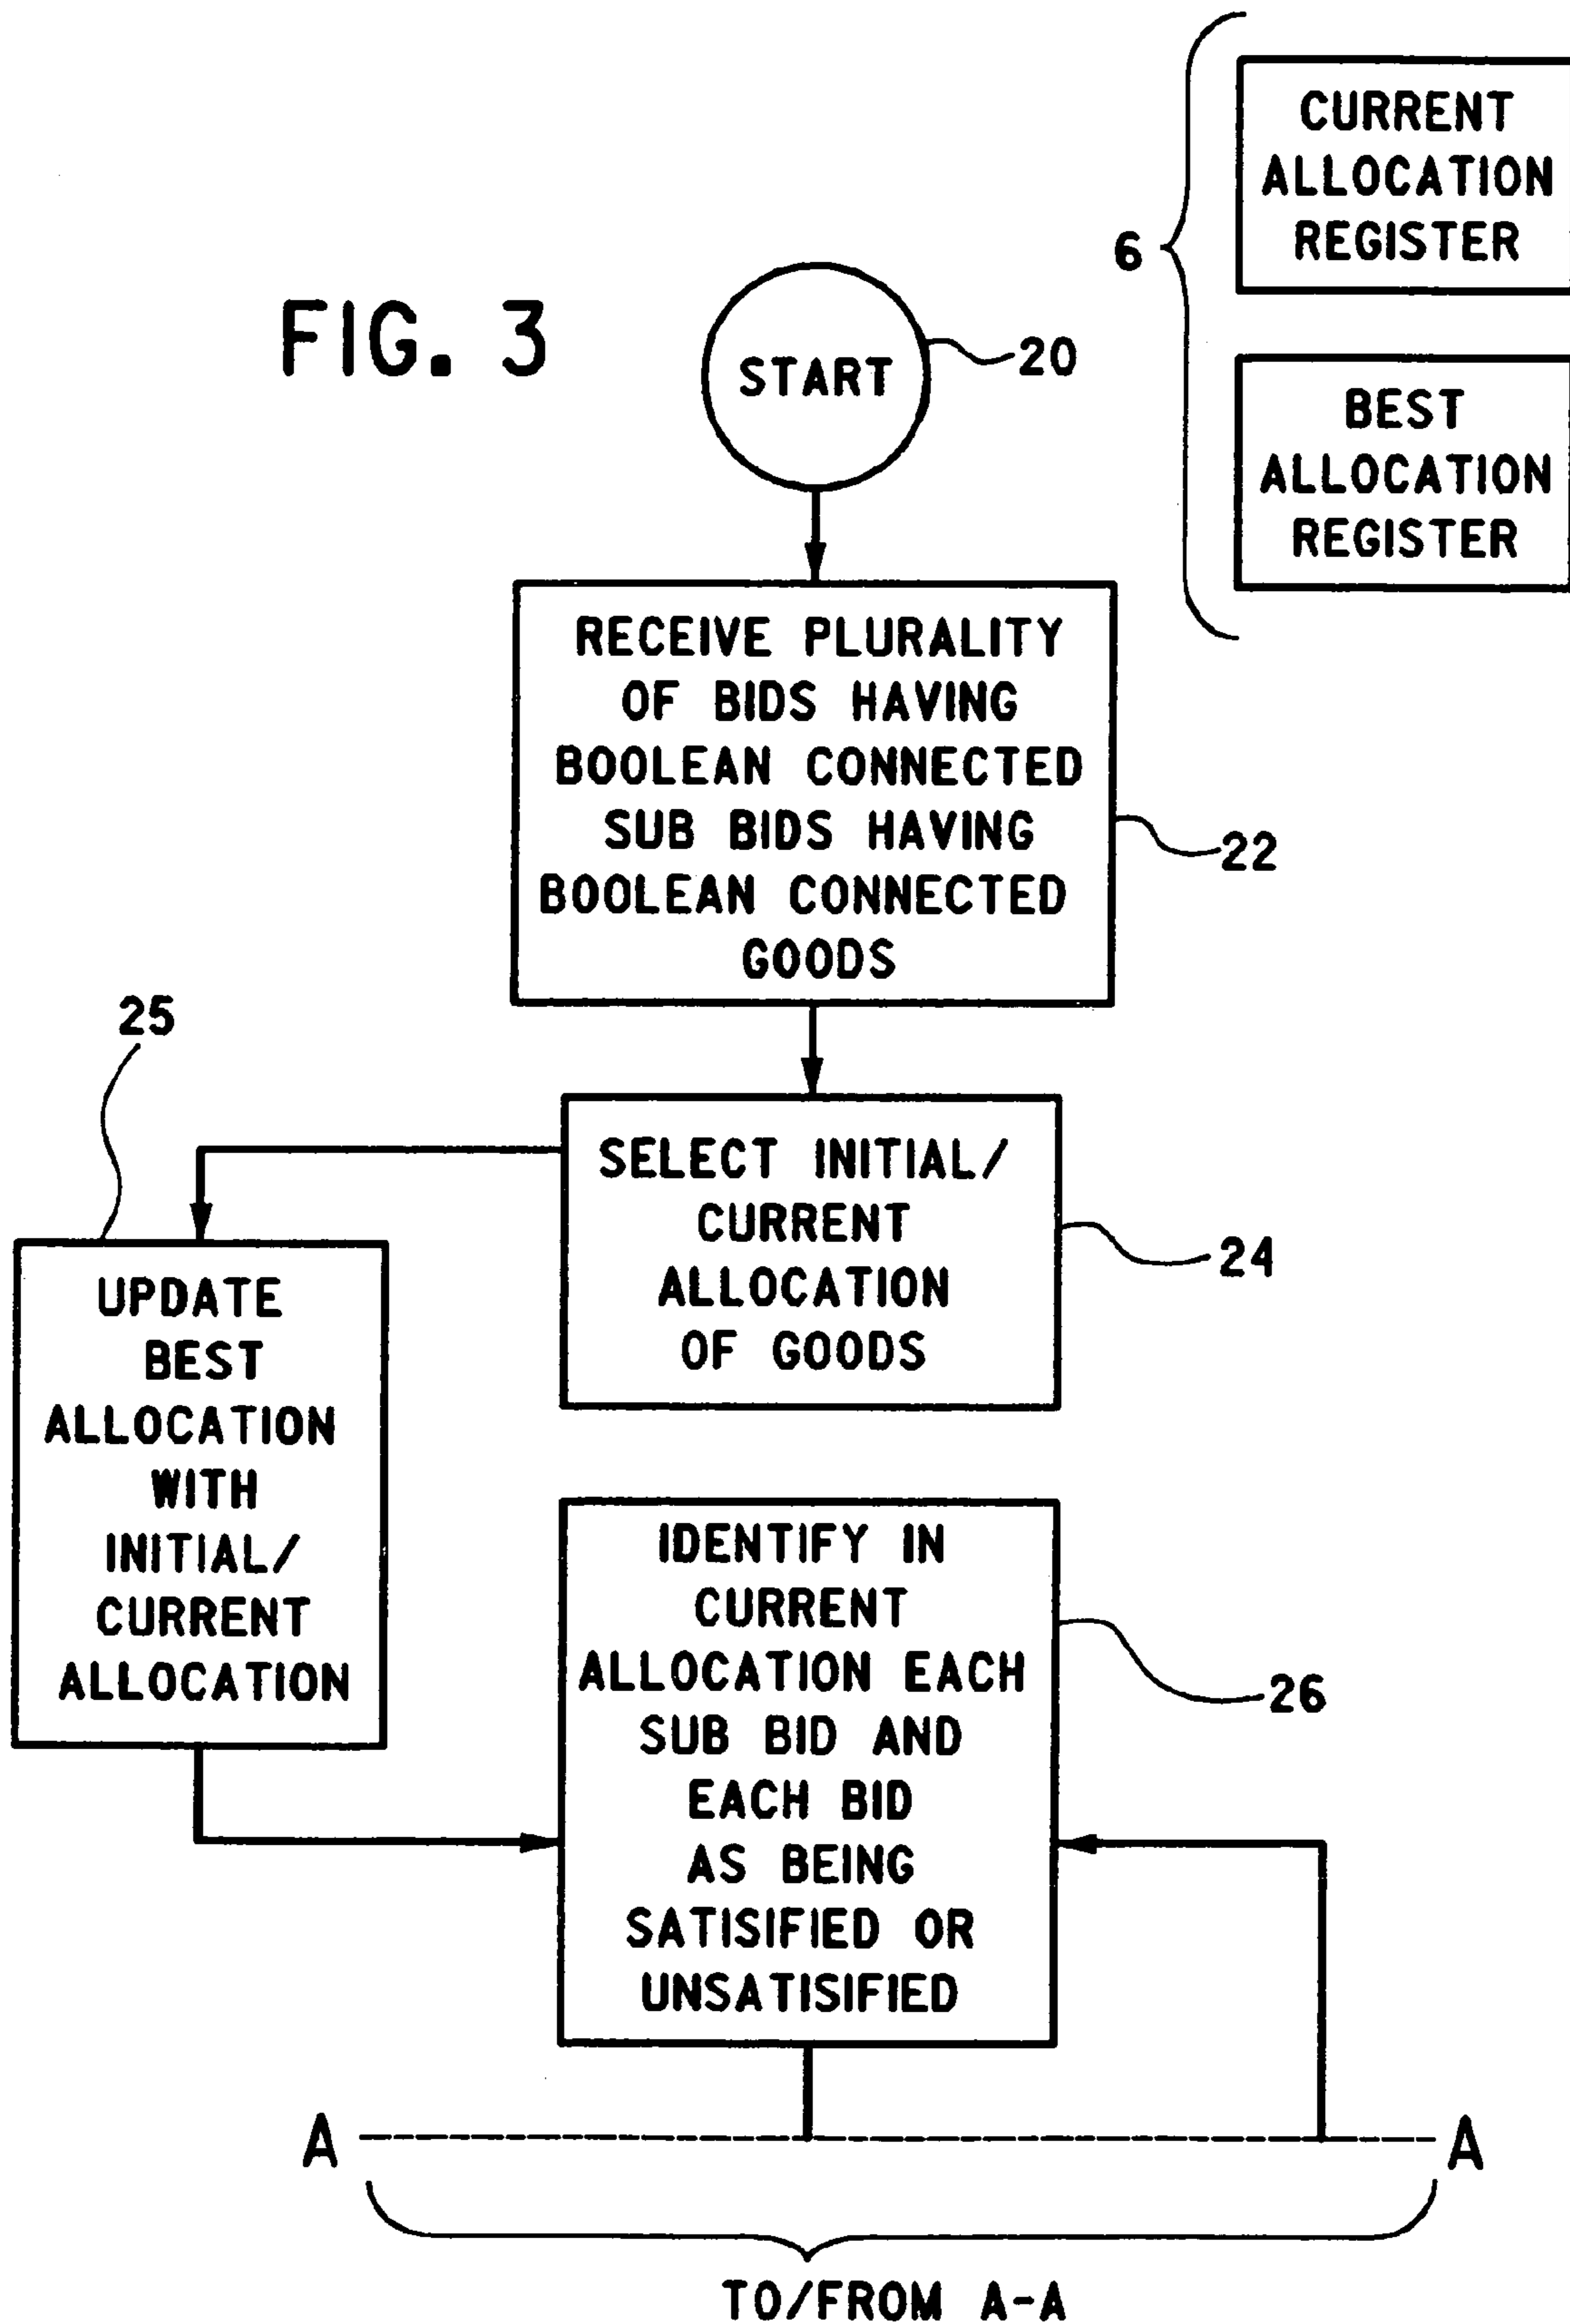 FIG. 3
6
CURRENT
ALLOCATION
REGISTER
BEST
ALLOCATION
REGISTER
START
20
RECEIVE PLURALITY
OF BIDS HAVING
BOOLEAN CONNECTED
SUB BIDS HAVING
BOOLEAN CONNECTED
GOODS
22
SELECT INITIAL/
CURRENT
ALLOCATION
OF GOODS
24
25
UPDATE
BEST
ALLOCATION
WITH
INITIAL/
CURRENT
ALLOCATION
IDENTIFY IN
CURRENT
ALLOCATION EACH
SUB BID AND
EACH BID
AS BEING
SATISIFIED OR
UNSATISIFIED
26
A
A
TO/FROM A-A